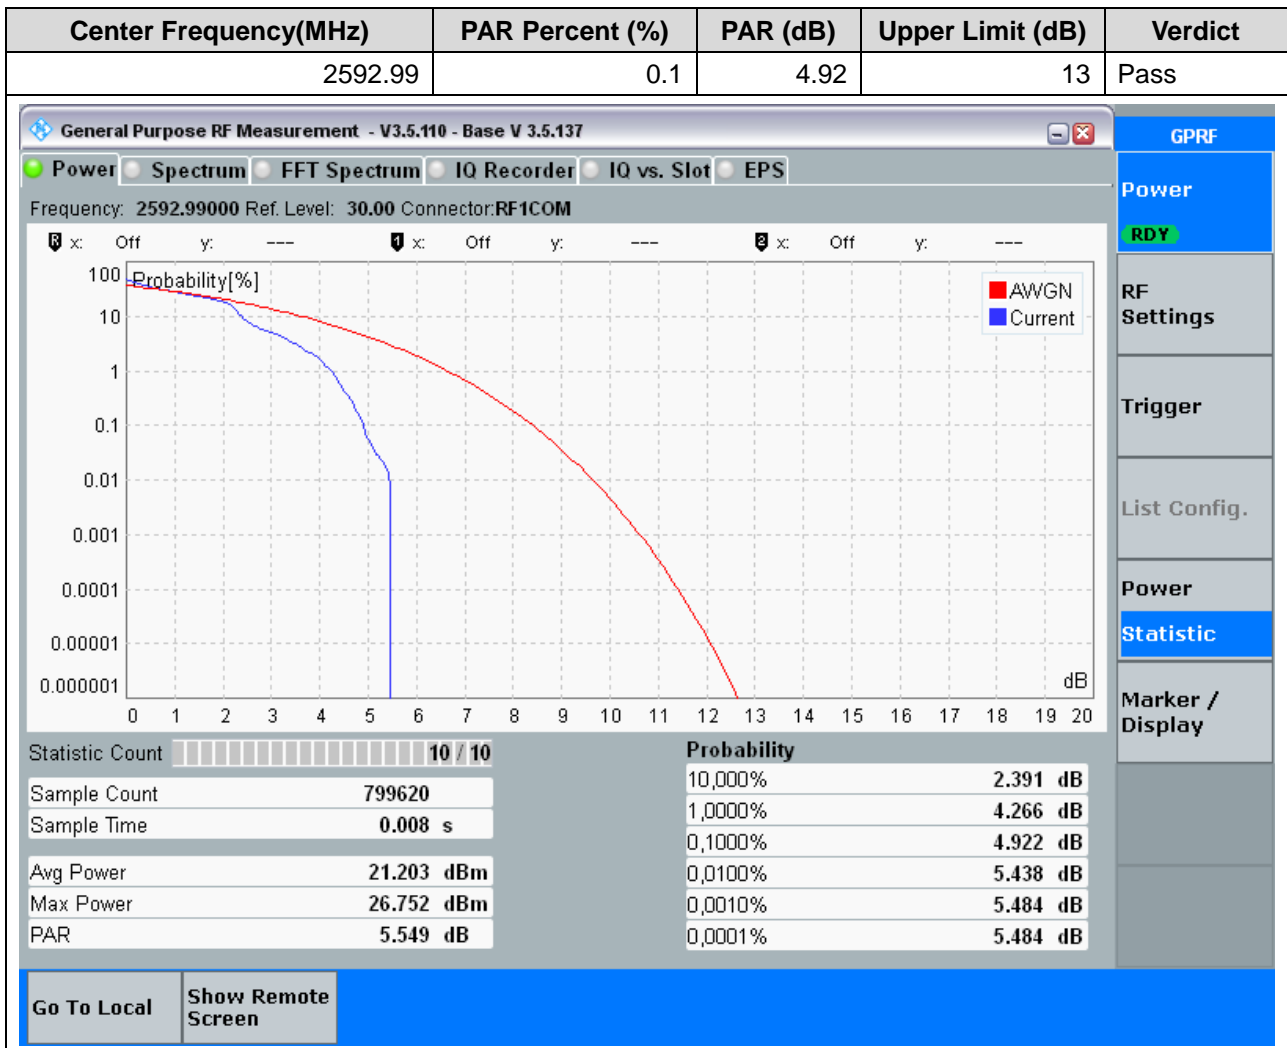 Center Frequency(MHz) PAR Percent (%) PAR (dB) Upper Limit (dB) Verdict
2592.99 0.1 4.92 13 Pass
General Purpose RF Measurement - V3.5.110 - Base V 3.5.137
GPRF
Power Spectrum FFT Spectrum IQ Recorder IQ vs. Slot EPS
Power
RDY
Frequency: 2592.99000 Ref. Level: 30.00 Connector:RF1COM
R x: Off y: --- 1 x: Off y: --- 2 x: Off y: ---
Probability[%]
AWGN
Current
100
10
1
0.1
0.01
0.001
0.0001
0.00001
0.000001
dB
0 1 2 3 4 5 6 7 8 9 10 11 12 13 14 15 16 17 18 19 20
RF
Settings
Trigger
List Config.
Power
Statistic
Marker /
Display
Statistic Count 10 / 10
Sample Count 799620
Sample Time 0.008 s
Avg Power 21.203 dBm
Max Power 26.752 dBm
PAR 5.549 dB
Probability
10,000% 2.391 dB
1,0000% 4.266 dB
0,1000% 4.922 dB
0,0100% 5.438 dB
0,0010% 5.484 dB
0,0001% 5.484 dB
Go To Local
Show Remote
Screen